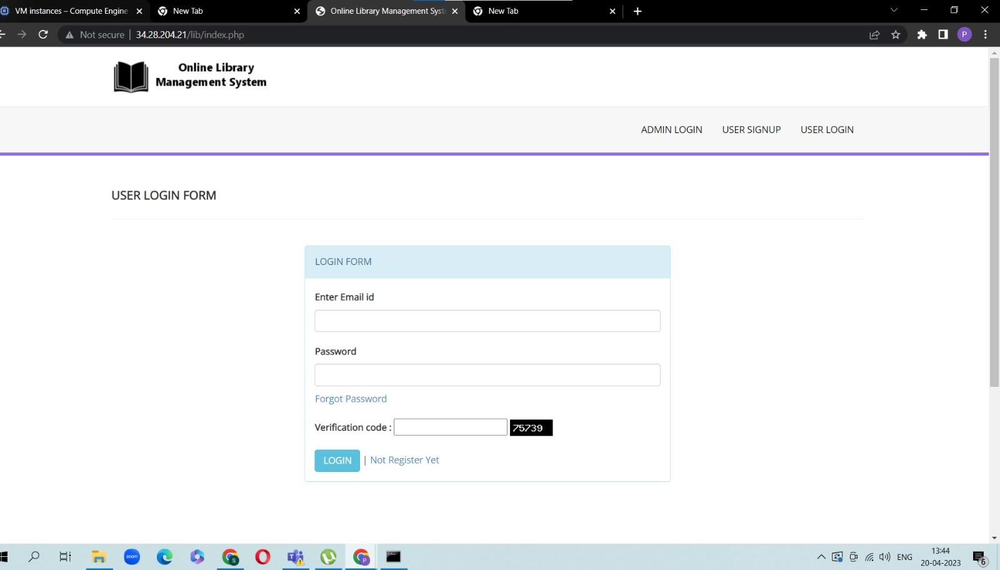 VM instances – Compute Engine
New Tab
Online Library Management Syst
New Tab
Not secure
34.28.204.21/lib/index.php
P
Online Library
Management System
ADMIN LOGIN
USER SIGNUP
USER LOGIN
USER LOGIN FORM
LOGIN FORM
Enter Email id
Password
Forgot Password
Verification code :
75739
LOGIN
| Not Register Yet
zoom
S
P
ENG
13:44
20-04-2023
6